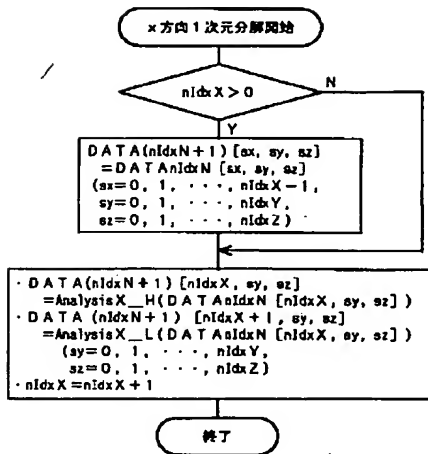 x方向1次元分解開始
nIdxX>0
N
Y
DATA(nIdxN+1) [sx, sy, sz]
=DATAnIdxN [sx, sy, sz]
(sx=0, 1, ・・・, nIdxX-1,
sy=0, 1, ・・・, nIdxY,
sz=0, 1, ・・・, nIdxZ)
・DATA(nIdxN+1) [nIdxX, sy, sz]
=AnalysisX_H(DATAnIdxN [nIdxX, sy, sz])
・DATA (nIdxN+1) [nIdxX+1, sy, sz]
=AnalysisX_L(DATAnIdxN [nIdxX, sy, sz])
(sy=0, 1, ・・・, nIdxY,
sz=0, 1, ・・・, nIdxZ)
・nIdxX=nIdxX+1
終了